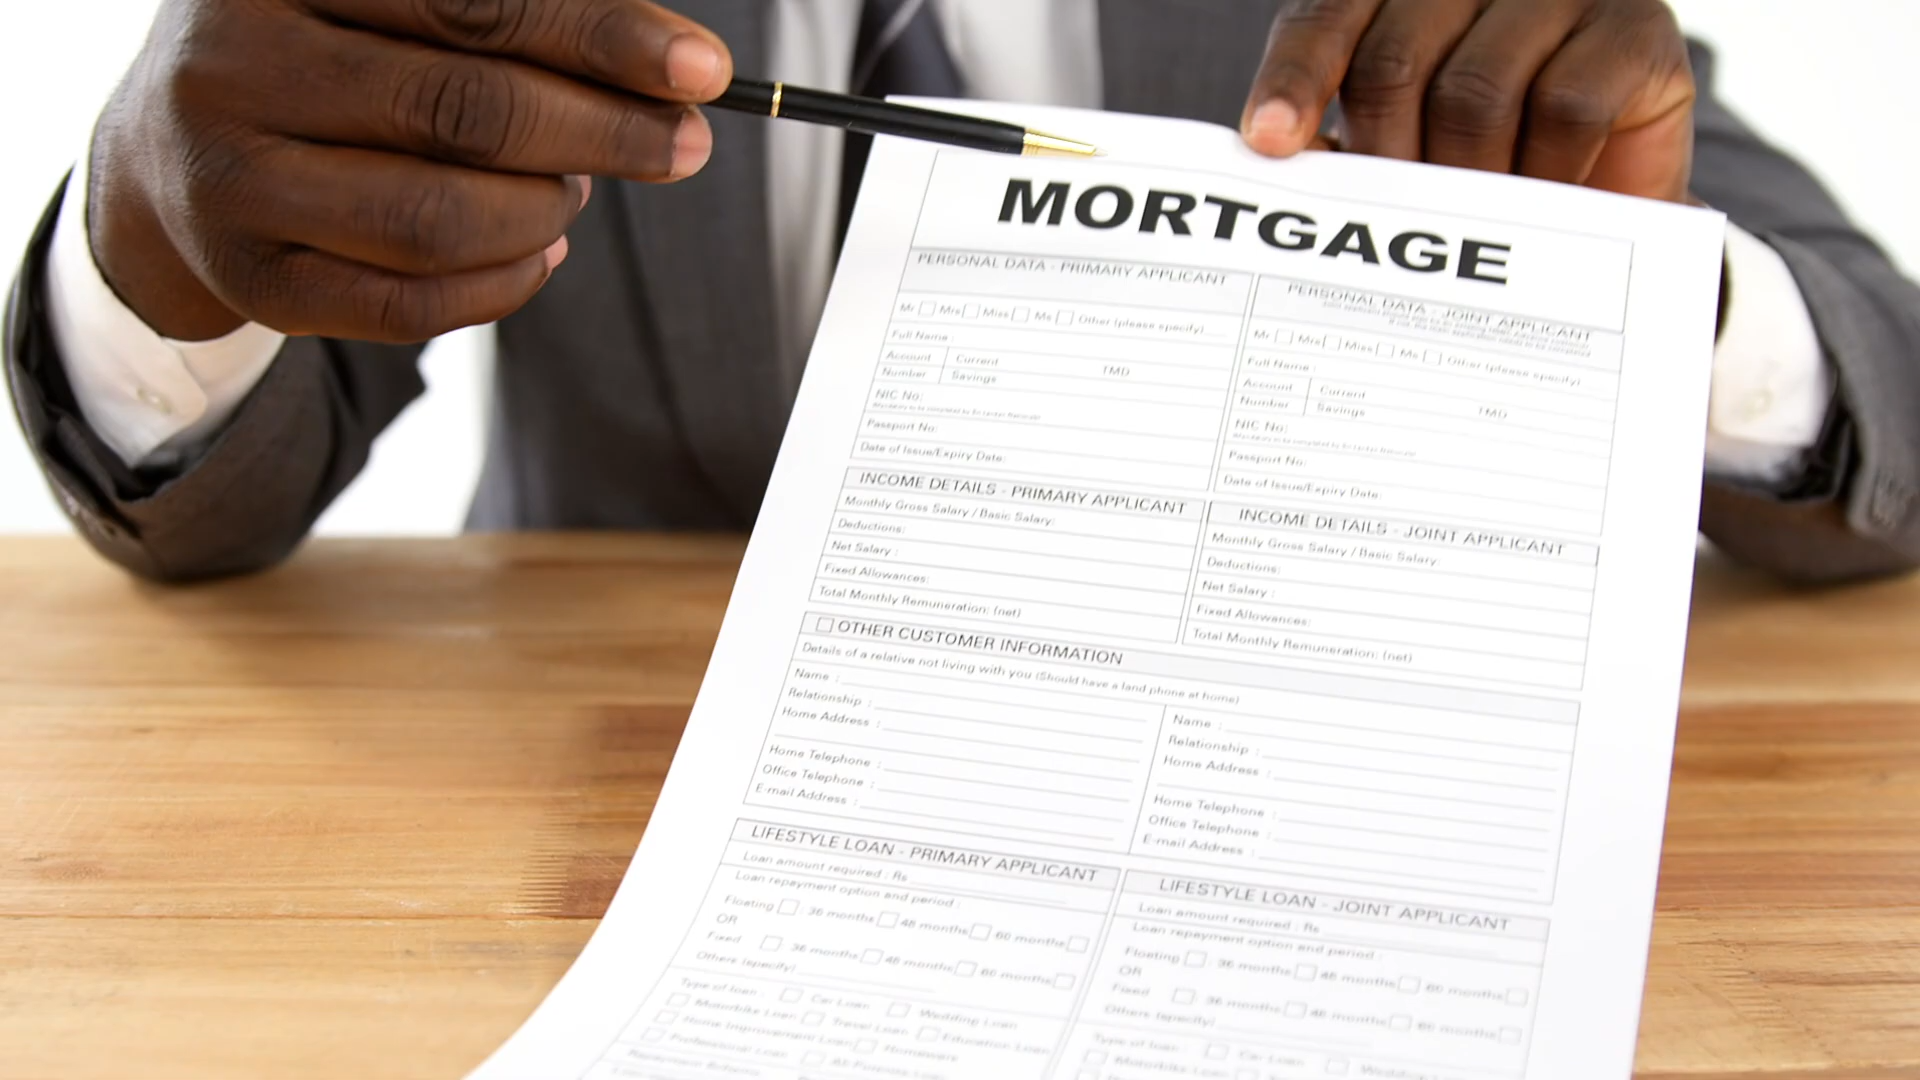 MORTGAGE
PERSONAL DATA - PRIMARY APPLICANT
Mr Mrs Miss Ms Other (please specify)
Full Name :
Account Number
Current
Savings
TMD
NIC No:
Passport No:
Date of Issue/Expiry Date:
PERSONAL DATA - JOINT APPLICANT
Mr Mrs Miss Ms Other (please specify)
Full Name :
Account Number
Current
Savings
TMD
NIC No:
Passport No:
Date of Issue/Expiry Date:
INCOME DETAILS - PRIMARY APPLICANT
Monthly Gross Salary / Basic Salary:
Deductions:
Net Salary :
Fixed Allowances:
Total Monthly Remuneration: (net)
INCOME DETAILS - JOINT APPLICANT
Monthly Gross Salary / Basic Salary:
Deductions:
Net Salary :
Fixed Allowances:
Total Monthly Remuneration: (net)
OTHER CUSTOMER INFORMATION
Details of a relative not living with you (Should have a land phone at home)
Name :
Relationship :
Home Address :
Home Telephone :
Office Telephone :
E-mail Address :
Name :
Relationship :
Home Address :
Home Telephone :
Office Telephone :
E-mail Address :
LIFESTYLE LOAN - PRIMARY APPLICANT
Loan amount required : Rs
Loan repayment option and period :
Floating 36 months 48 months 60 months
OR
Fixed 36 months 48 months 60 months
Others (specify)
Type of loan : Car Loan Wedding Loan
Motorbike Loan Travel Loan Education Loan
Home Improvement Loan Homeware
Professional Loan
LIFESTYLE LOAN - JOINT APPLICANT
Loan amount required : Rs
Loan repayment option and period :
Floating 36 months 48 months 60 months
OR
Fixed 36 months 48 months 60 months
Others (specify)
Type of loan : Car Loan Wedding Loan
Motorbike Loan